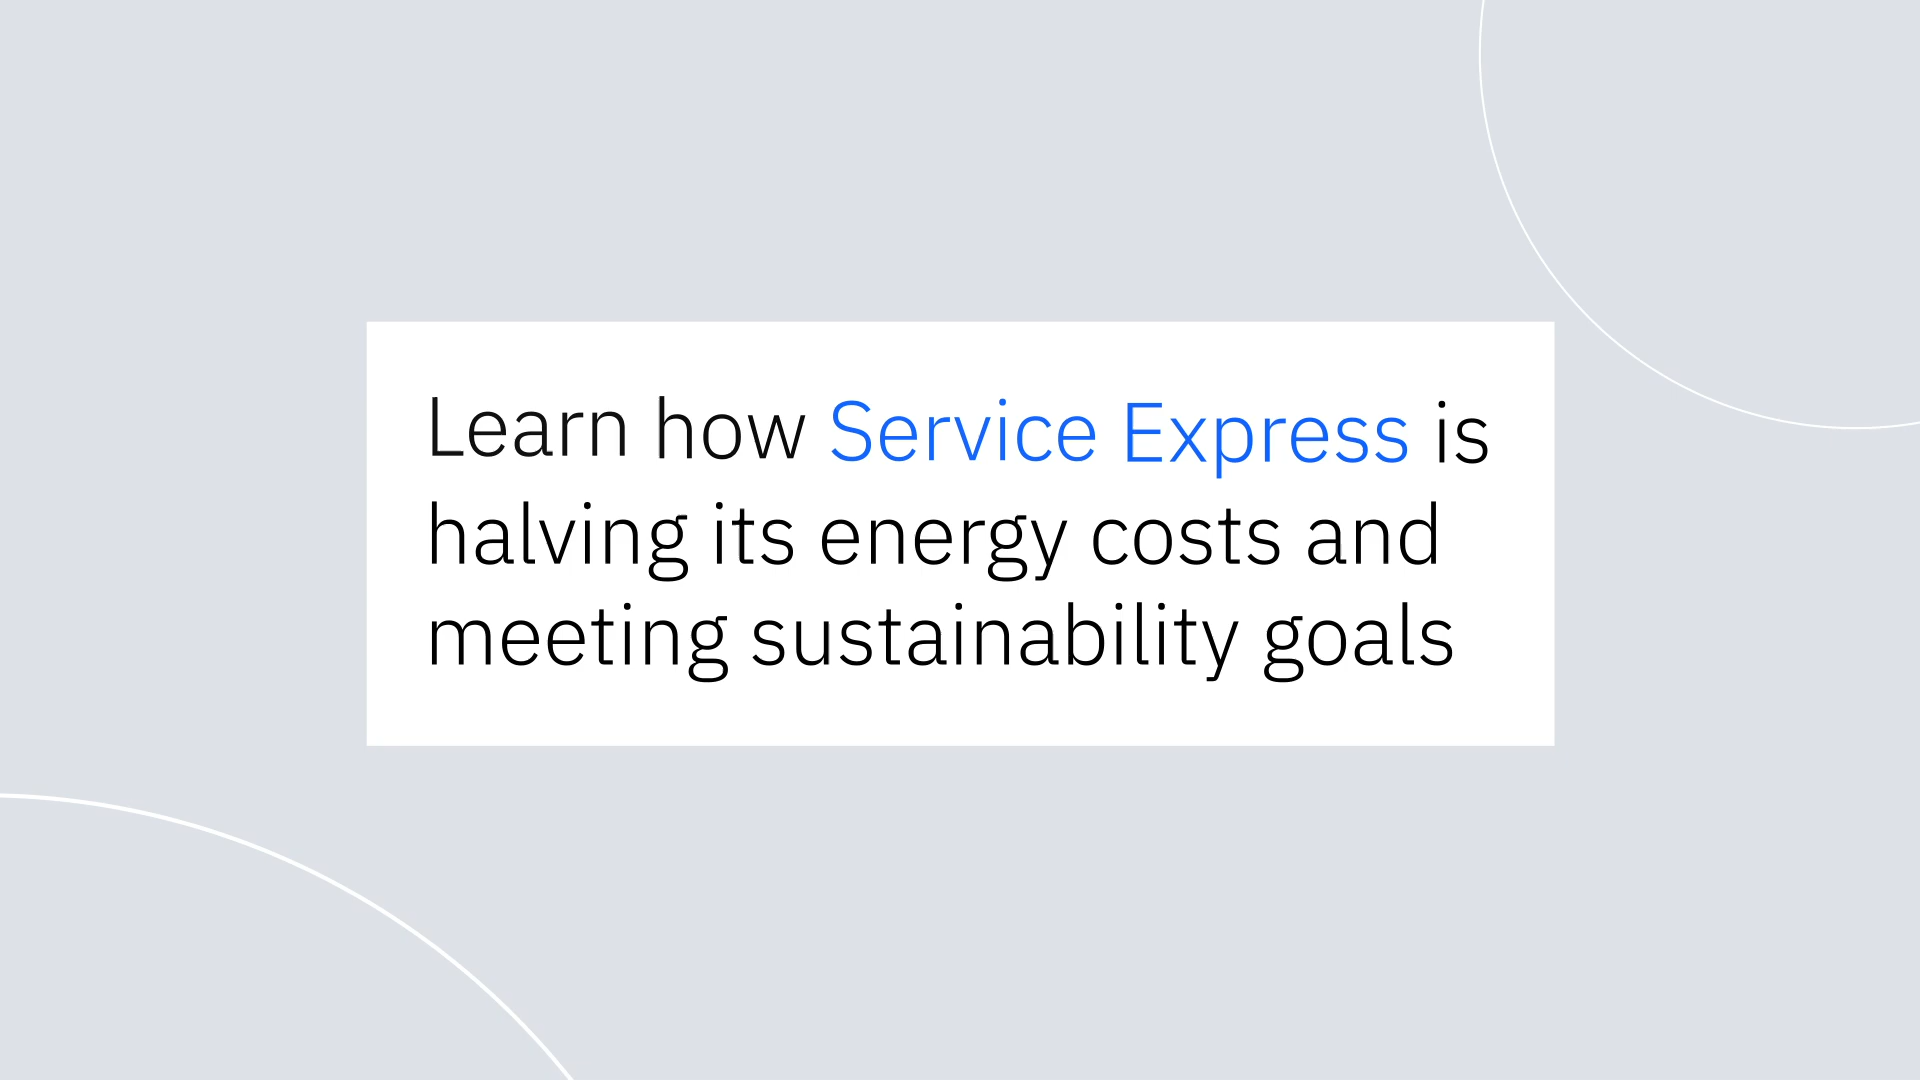 Learn how Service Express is
halving its energy costs and
meeting sustainability goals